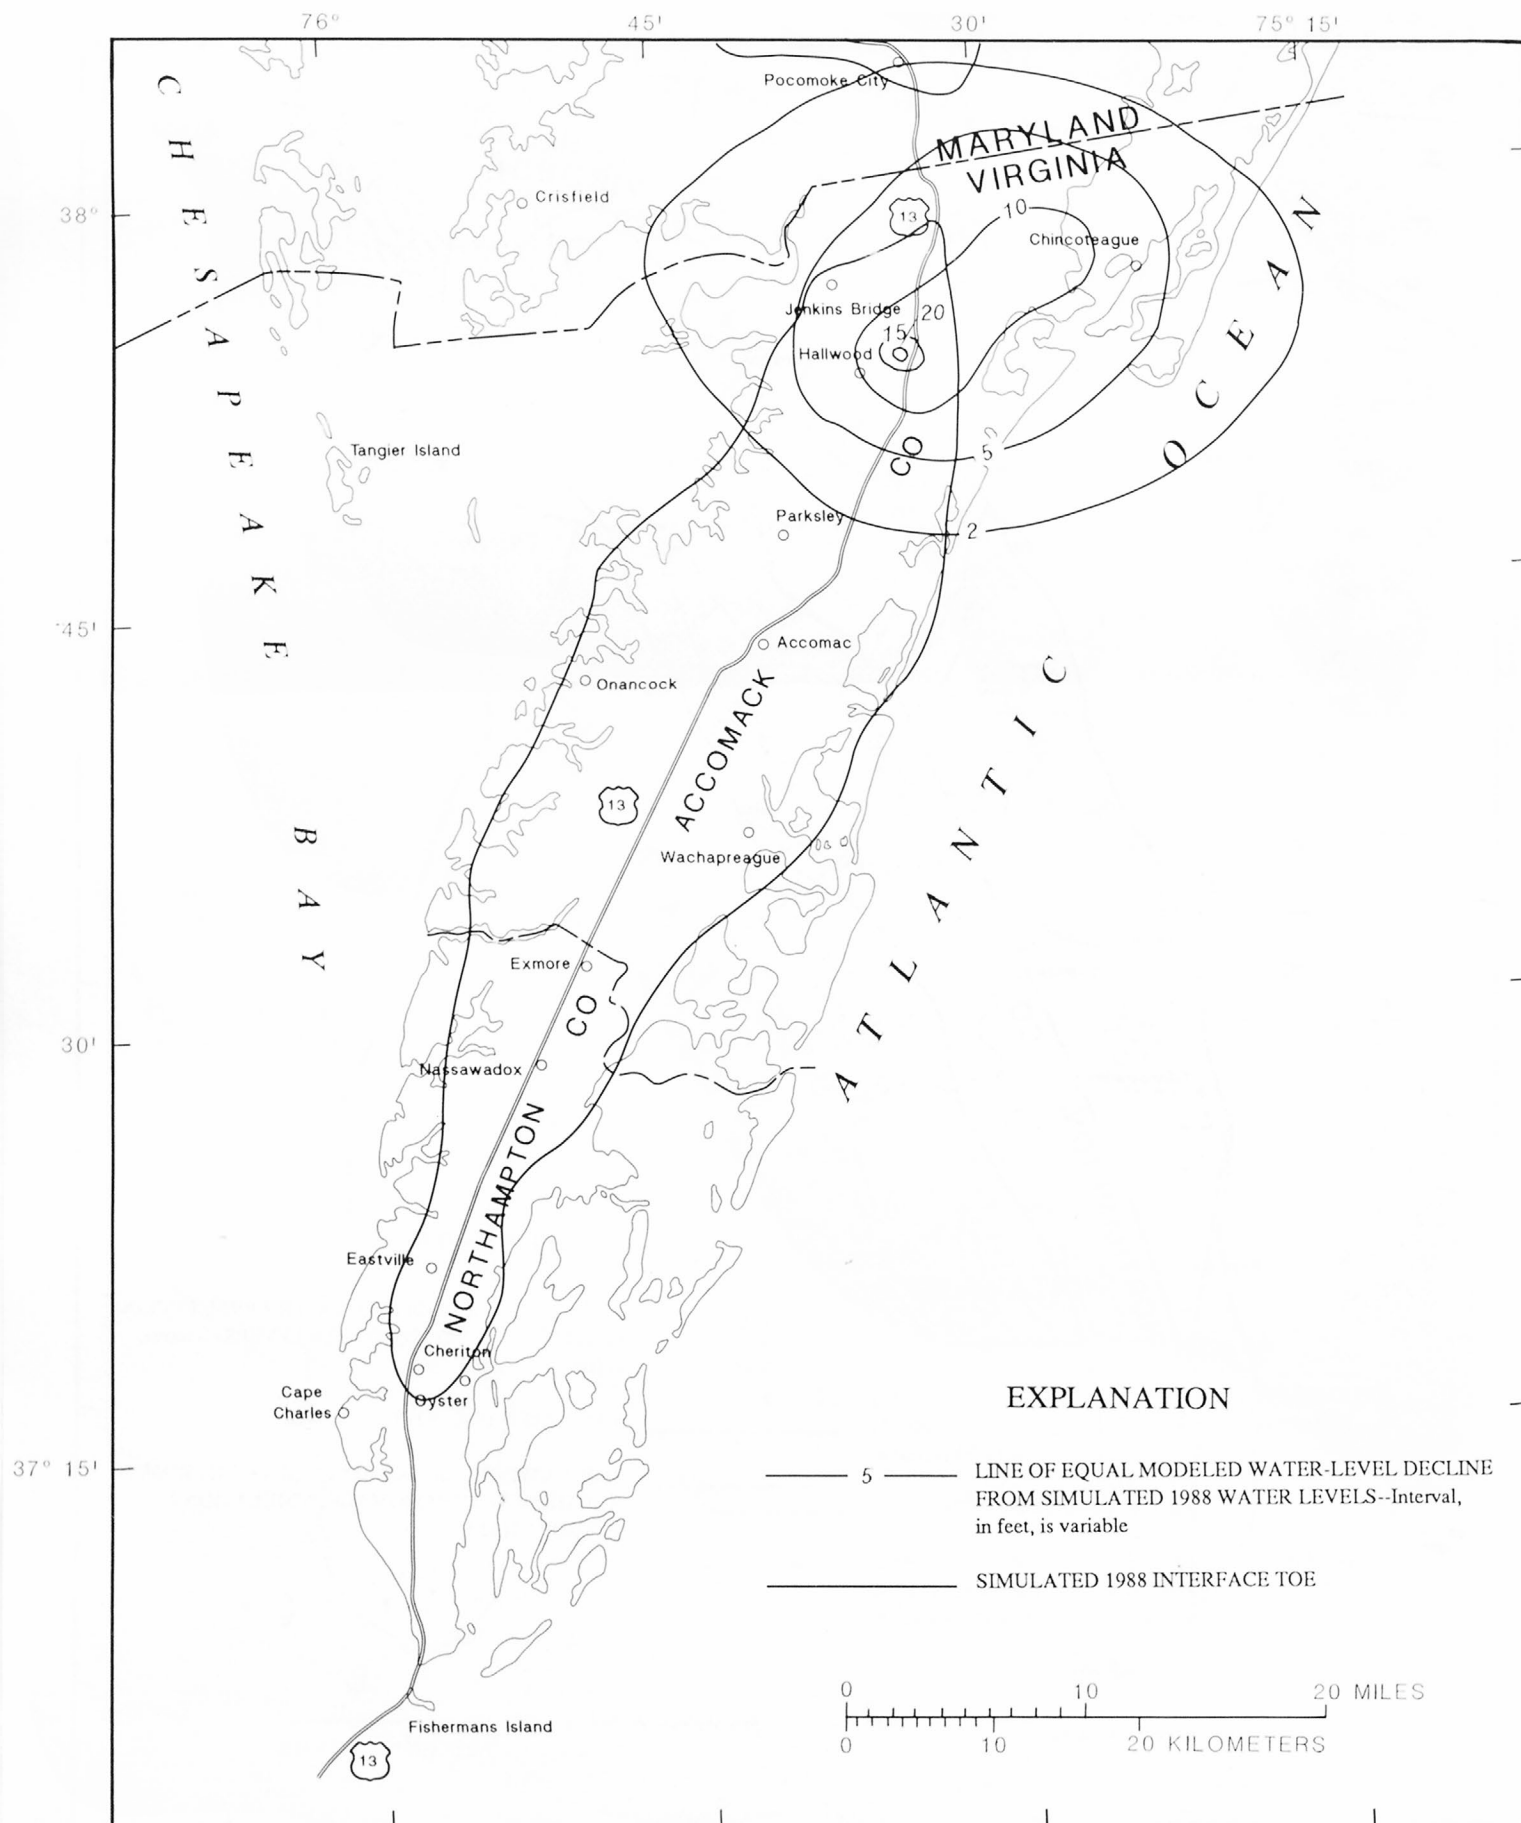 76° 45' 30' 75° 15'
Pocomoke City
CHESAPEAKE BAY
MARYLAND
VIRGINIA
Crisfield
38°
13
10
Chincoteague
Jenkins Bridge
20
15
Hallwood
ATLANTIC OCEAN
Tangier Island
5
CO
Parksley
2
45'
Accomac
Onancock
ACCOMACK
13
Wachapreague
Exmore
CO
30'
Nassawadox
NORTHAMPTON
Eastville
Cheriton
Oyster
Cape
Charles
37° 15'
EXPLANATION
5 LINE OF EQUAL MODELED WATER-LEVEL DECLINE
FROM SIMULATED 1988 WATER LEVELS--Interval,
in feet, is variable
SIMULATED 1988 INTERFACE TOE
0 10 20 MILES
0 10 20 KILOMETERS
Fishermans Island
13